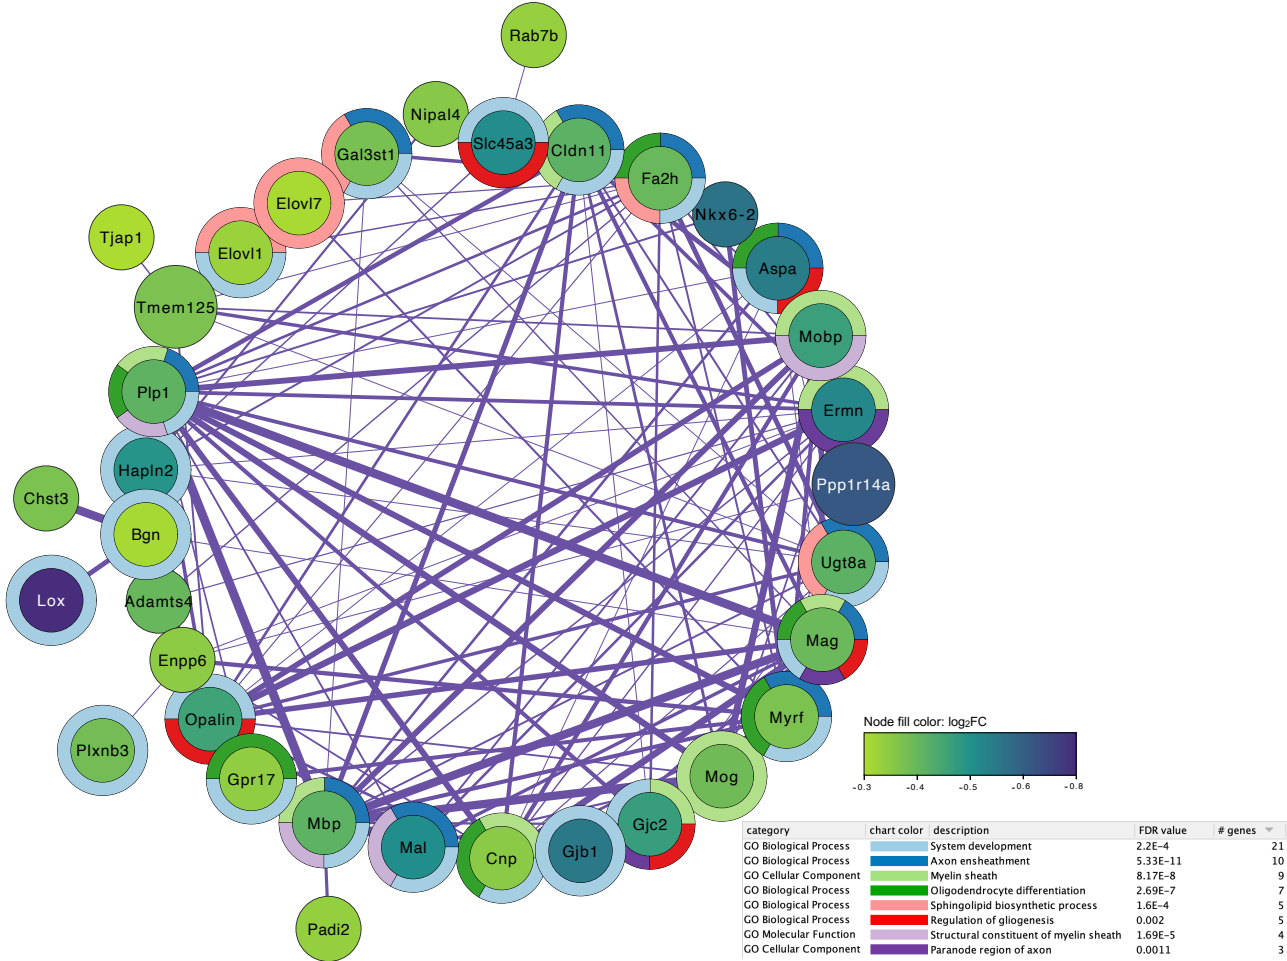 Rab7b
Nipal4
Slc45a3
Cldn11
Gal3st1
Fa2h
Elovl7
Nkx6-2
Tjap1
Elovl1
Aspa
Tmem125
Mobp
Plp1
Ermn
Hapln2
Ppp1r14a
Chst3
Bgn
Ugt8a
Lox
Adamts4
Mag
Enpp6
Opalin
Myrf
Plxnb3
Gpr17
Mog
Mbp
Mal
Cnp
Gjb1
Gjc2
Padi2
Node fill color: log2FC
-0.3 -0.4 -0.5 -0.6 -0.8
category chart color description FDR value # genes
GO Biological Process System development 2.2E-4 21
GO Biological Process Axon ensheathment 5.33E-11 10
GO Cellular Component Myelin sheath 8.17E-8 9
GO Biological Process Oligodendrocyte differentiation 2.69E-7 7
GO Biological Process Sphingolipid biosynthetic process 1.6E-4 5
GO Biological Process Regulation of gliogenesis 0.002 5
GO Molecular Function Structural constituent of myelin sheath 1.69E-5 4
GO Cellular Component Paranode region of axon 0.0011 3